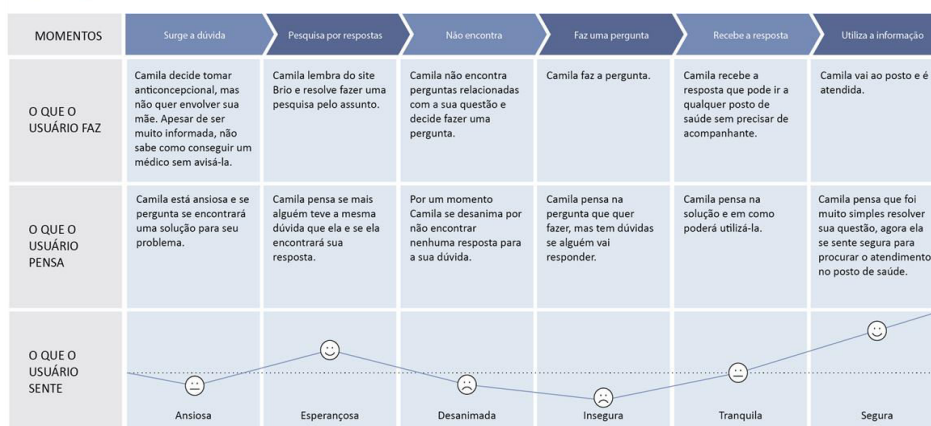 MOMENTOS
Surge a dúvida
Pesquisa por respostas
Não encontra
Faz uma pergunta
Recebe a resposta
Utiliza a informação
O QUE O
USUÁRIO FAZ
Camila decide tomar
anticoncepcional, mas
não quer envolver sua
mãe. Apesar de ser
muito informada, não
sabe como conseguir um
médico sem avisá-la.
Camila lembra do site
Brio e resolve fazer uma
pesquisa pelo assunto.
Camila não encontra
perguntas relacionadas
com a sua questão e
decide fazer uma
pergunta.
Camila faz a pergunta.
Camila recebe a
resposta que pode ir a
qualquer posto de
saúde sem precisar de
acompanhante.
Camila vai ao posto e é
atendida.
O QUE O
USUÁRIO
PENSA
Camila está ansiosa e se
pergunta se encontrará
uma solução para seu
problema.
Camila pensa se mais
alguém teve a mesma
dúvida que ela e se ela
encontrará sua
resposta.
Por um momento
Camila se desanima por
não encontrar
nenhuma resposta para
a sua dúvida.
Camila pensa na
pergunta que quer
fazer, mas tem dúvidas
se alguém vai
responder.
Camila pensa na
solução e em como
poderá utilizá-la.
Camila pensa que foi
muito simples resolver
sua questão, agora ela
se sente segura para
procurar o atendimento
no posto de saúde.
O QUE O
USUÁRIO
SENTE
Ansiosa
Esperançosa
Desanimada
Insegura
Tranquila
Segura